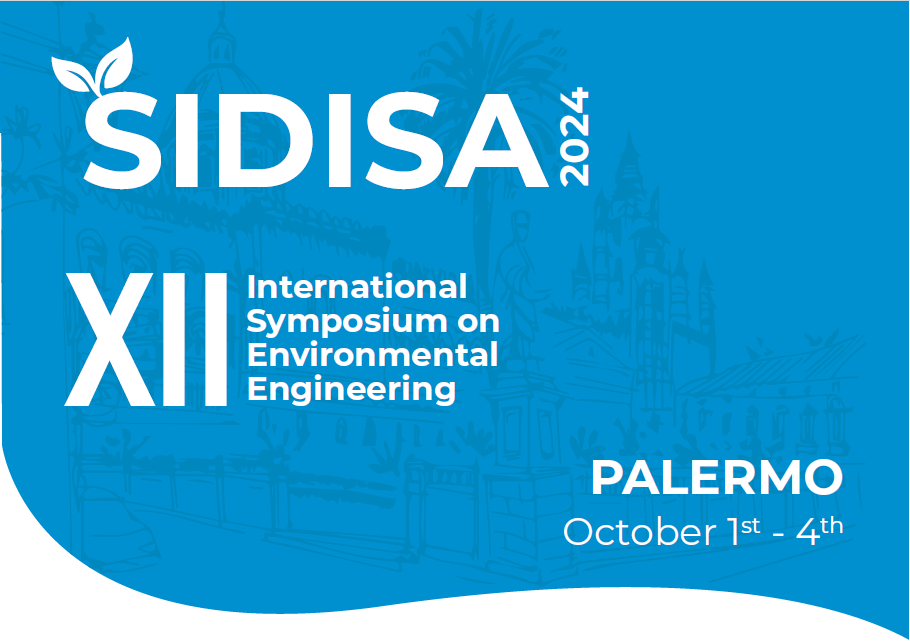 SIDISA 2024
XII
International
Symposium on
Environmental
Engineering
PALERMO
October 1st - 4th